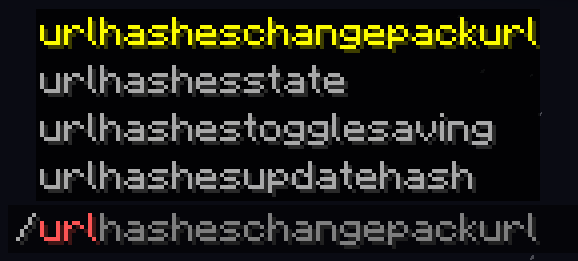 urlhasheschangepackurl
urlhashesstate
urlhashestogglesaving
urlhashesupdatehash
/urlhasheschangepackurl